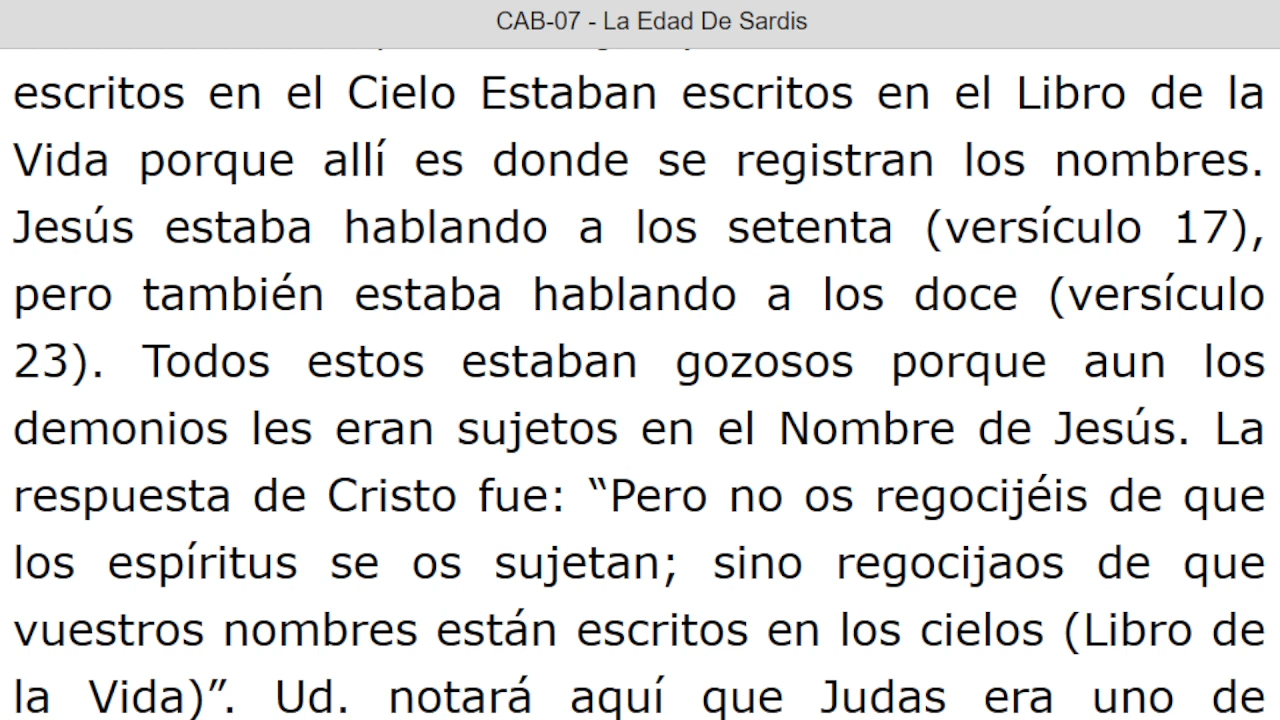 CAB-07 - La Edad De Sardis
escritos en el Cielo Estaban escritos en el Libro de la
Vida porque allí es donde se registran los nombres.
Jesús estaba hablando a los setenta (versículo 17),
pero también estaba hablando a los doce (versículo
23). Todos estos estaban gozosos porque aun los
demonios les eran sujetos en el Nombre de Jesús. La
respuesta de Cristo fue: “Pero no os regocijéis de que
los espíritus se os sujetan; sino regocijaos de que
vuestros nombres están escritos en los cielos (Libro de
la Vida)”. Ud. notará aquí que Judas era uno de